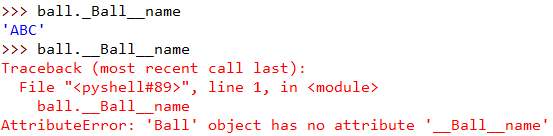 >>> ball._Ball__name
'ABC'
>>> ball.__Ball__name
Traceback (most recent call last):
  File "<pyshell#89>", line 1, in <module>
    ball.__Ball__name
AttributeError: 'Ball' object has no attribute '__Ball__name'